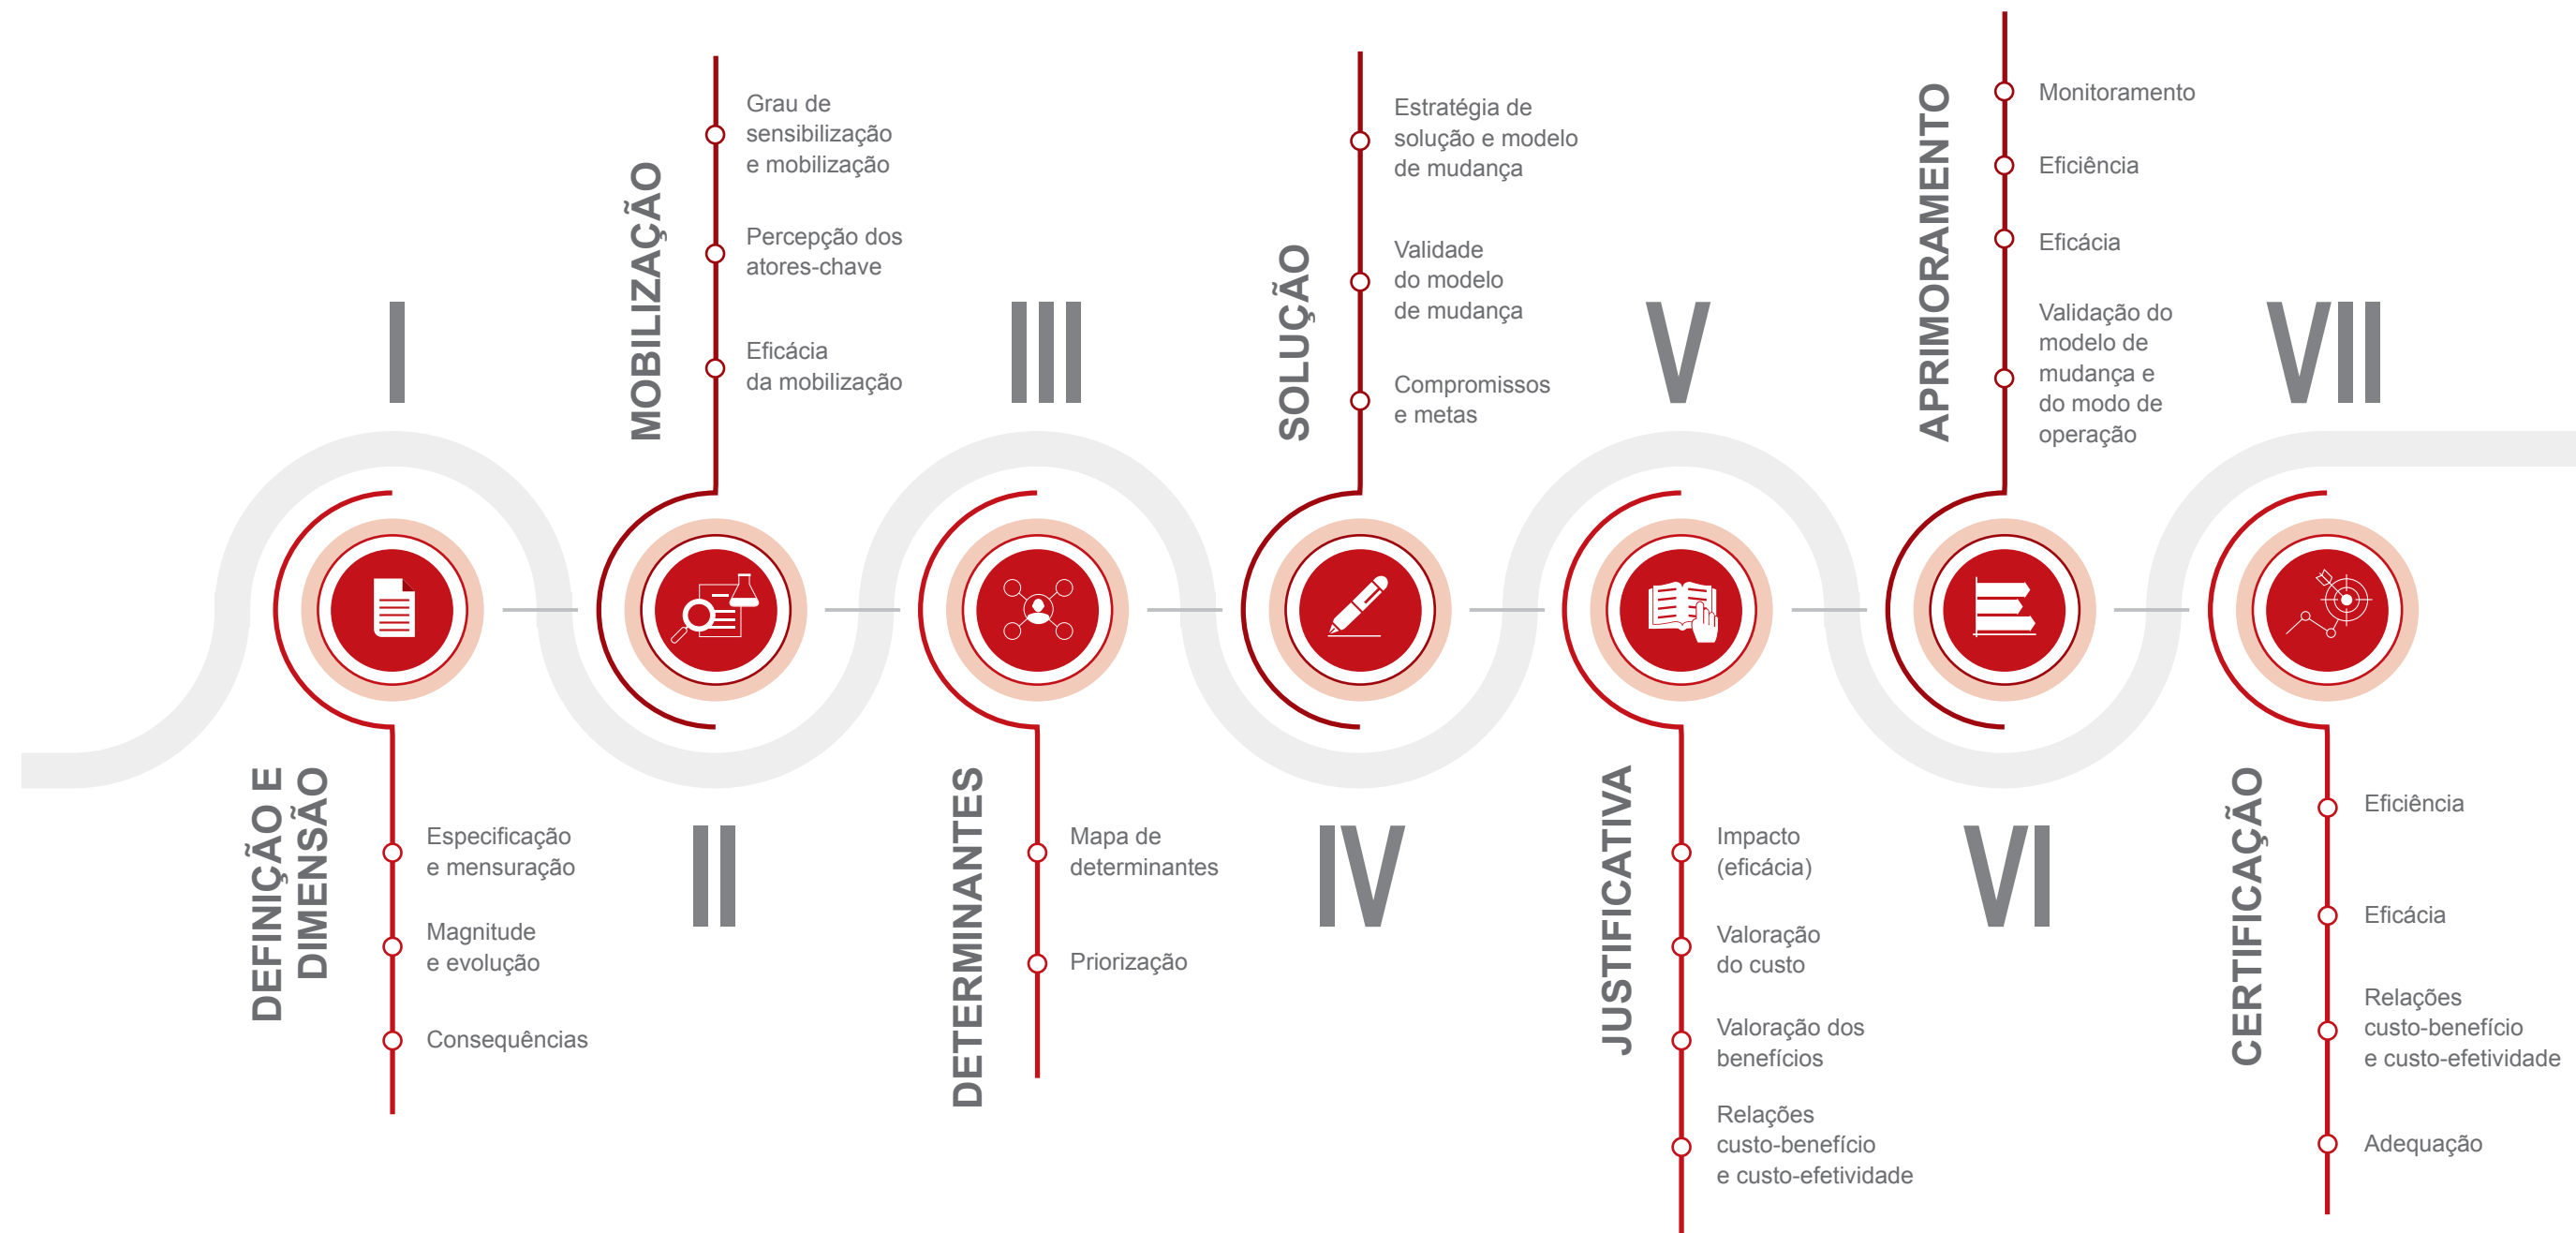 I
DEFINIÇÃO E
DIMENSÃO
Especificação
e mensuração
Magnitude
e evolução
Consequências
II
MOBILIZAÇÃO
Grau de
sensibilização
e mobilização
Percepção dos
atores-chave
Eficácia
da mobilização
III
DETERMINANTES
Mapa de
determinantes
Priorização
IV
SOLUÇÃO
Estratégia de
solução e modelo
de mudança
Validade
do modelo
de mudança
Compromissos
e metas
V
JUSTIFICATIVA
Impacto
(eficácia)
Valoração
do custo
Valoração dos
benefícios
Relações
custo-benefício
e custo-efetividade
VI
APRIMORAMENTO
Monitoramento
Eficiência
Eficácia
Validação do
modelo de
mudança e
do modo de
operação
VII
CERTIFICAÇÃO
Eficiência
Eficácia
Relações
custo-benefício
e custo-efetividade
Adequação